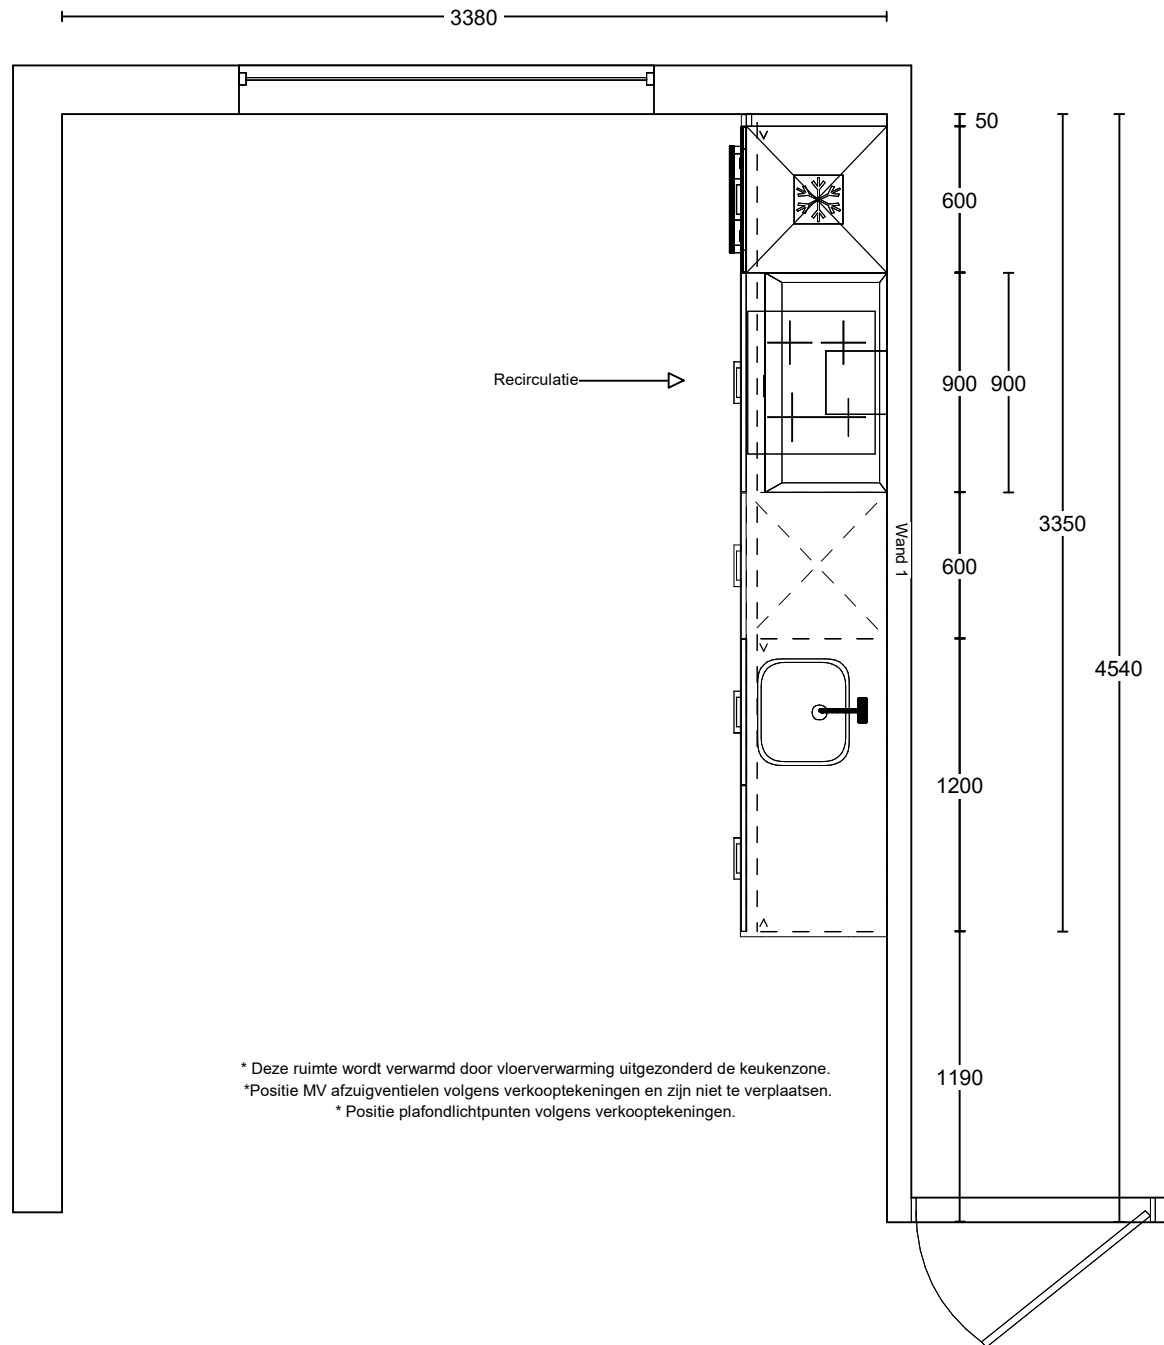 3380
50
600
Recirculatie
900 900
3350
Wand 1
600
4540
1200
* Deze ruimte wordt verwarmd door vloerverwarming uitgezonderd de keukenzone.
*Positie MV afzuigventielen volgens verkooptekeningen en zijn niet te verplaatsen.
* Positie plafondlichtpunten volgens verkooptekeningen.
1190